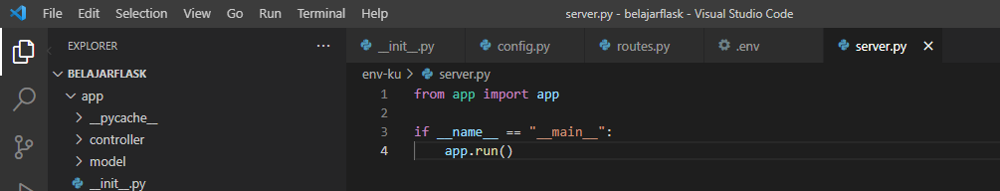 File Edit Selection View Go Run Terminal Help server.py - belajarflask - Visual Studio Code
EXPLORER ... __init__.py config.py routes.py .env server.py
BELAJARFLASK env-ku > server.py
app 1 from app import app
__pycache__ 2
controller 3 if __name__ == "__main__":
model 4 app.run()
__init__.py